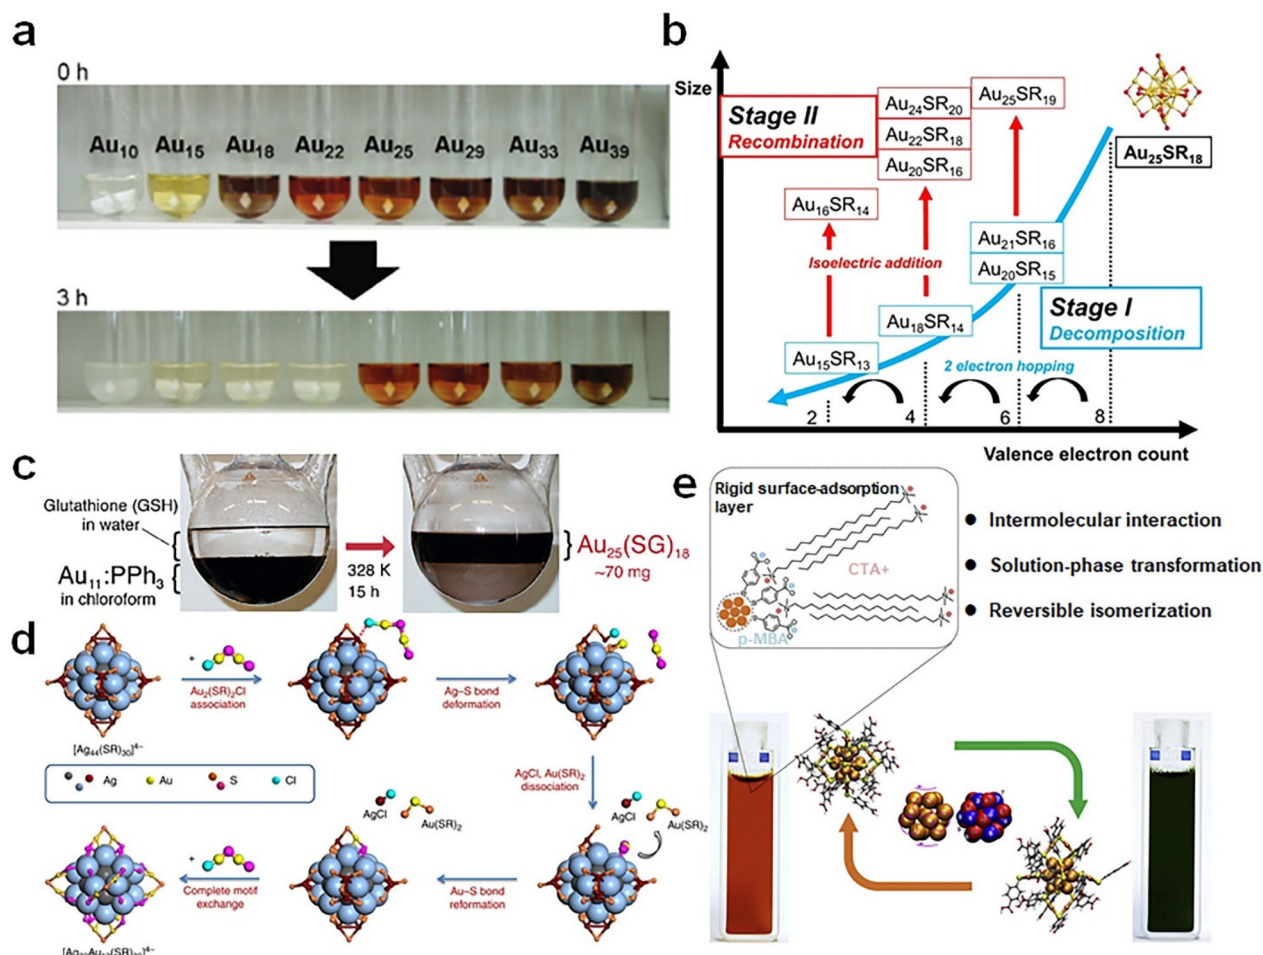 a
0 h
Au10 Au15 Au18 Au22 Au25 Au29 Au33 Au39
3 h
b
Size
Stage II
Recombination
Au24SR20
Au22SR18
Au20SR16
Au25SR19
Au25SR18
Au16SR14
Isoelectric addition
Au21SR16
Au20SR15
Stage I
Decomposition
Au18SR14
Au15SR13
2 electron hopping
2 4 6 8
Valence electron count
c
Glutathione (GSH)
in water
Au11:PPh3
in chloroform
328 K
15 h
Au25(SG)18
~70 mg
d
+
Au2(SR)2Cl
association
Ag–S bond
deformation
[Ag44(SR)30]4–
Ag Au S Cl
AgCl, Au(SR)2
dissociation
AgCl
Au(SR)2
AgCl
Au(SR)2
+
Complete motif
exchange
Au–S bond
reformation
e
Rigid surface-adsorption
layer
CTA+
p-MBA
● Intermolecular interaction
● Solution-phase transformation
● Reversible isomerization